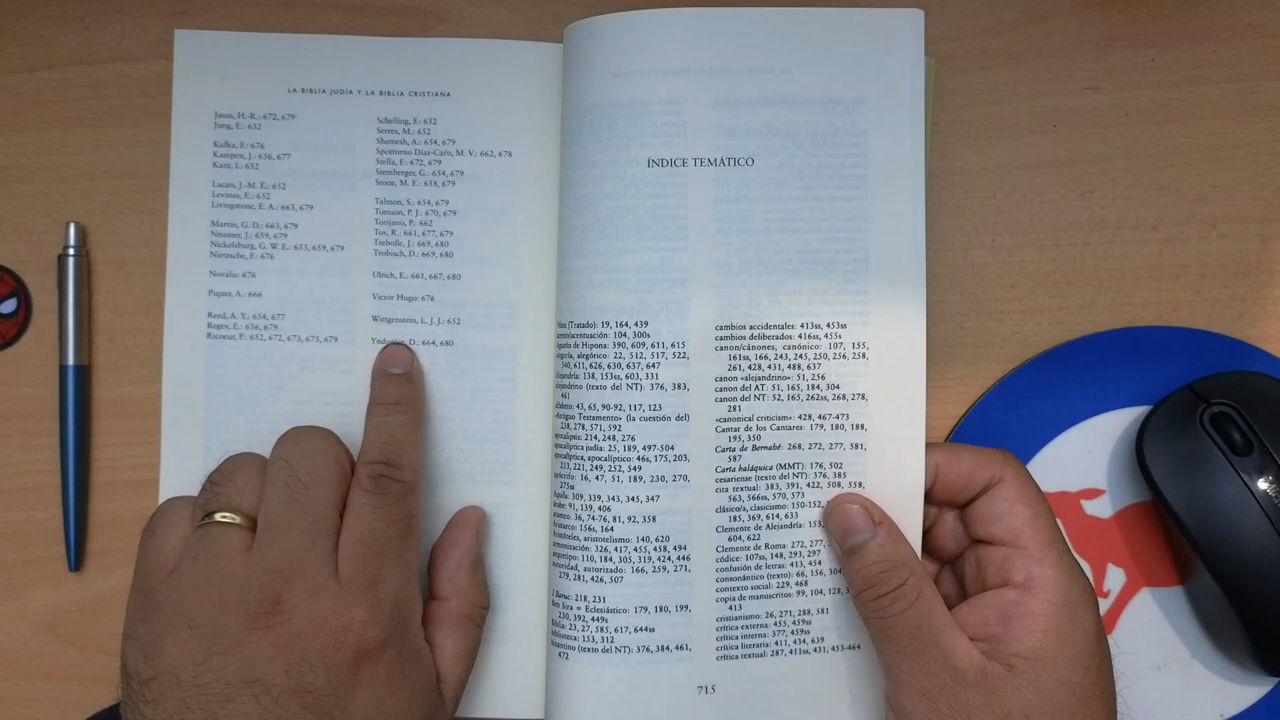 LA BIBLIA JUDÍA Y LA BIBLIA CRISTIANA
Jauss, H.-R.: 672, 679
Jung, E.: 652
Kafka, F.: 676
Kampen, J.: 656, 677
Kant, I.: 652
Lacan, J.-M. É.: 652
Levinas, E.: 652
Livingstone, E. A.: 663, 679
Martin, G. D.: 663, 679
Neusner, J.: 659, 679
Nickelsburg, G. W. E.: 653, 659, 679
Nietzsche, F.: 676
Novalis: 676
Piquer, A.: 666
Reed, A. Y.: 654, 677
Regev, E.: 656, 679
Ricoeur, P.: 652, 672, 673, 675, 679
Schelling, F.: 652
Serres, M.: 652
Shemesh, A.: 654, 679
Spottorno Díaz-Caro, M. V.: 662, 678
Stella, F.: 672, 679
Stemberger, G.: 654, 679
Stone, M. E.: 658, 679
Talmon, S.: 654, 679
Tomson, P. J.: 670, 679
Torijano, P.: 662
Tov, R.: 661, 677, 679
Trebolle, J.: 669, 680
Trobisch, D.: 669, 680
Ulrich, E.: 661, 667, 680
Victor Hugo: 676
Wittgenstein, L. J. J.: 652
D.: 664, 680
ÍNDICE TEMÁTICO
(Tratado): 19, 164, 439
acento/acentuación: 104, 300s
Agustín de Hipona: 390, 609, 611, 615
alegoría, alegórico: 22, 512, 517, 522,
540, 611, 626, 630, 637, 647
Alejandría: 138, 153ss, 603, 331
alejandrino (texto del NT): 376, 383,
461
alfabeto: 43, 65, 90-92, 117, 123
«Antiguo Testamento» (la cuestión del)
238, 278, 571, 592
apocalipsis: 214, 248, 276
apocalíptica judía: 25, 189, 497-504
apocalíptica, apocalíptico: 46s, 175, 203,
213, 221, 249, 252, 549
apócrifo: 16, 47, 51, 189, 230, 270,
275ss
Áquila: 309, 339, 343, 345, 347
árabe: 91, 139, 406
arameo: 36, 74-76, 81, 92, 358
Aristarco: 156s, 164
Aristóteles, aristotelismo: 140, 620
armonización: 326, 417, 455, 458, 494
arquetipo: 110, 184, 305, 319, 424, 446
autoridad, autorizado: 166, 259, 271,
279, 281, 426, 507
2 Baruc: 218, 231
Ben Sira = Eclesiástico: 179, 180, 199,
230, 392, 449s
Biblia: 23, 27, 585, 617, 644ss
biblioteca: 153, 312
bizantino (texto del NT): 376, 384, 461,
472
cambios accidentales: 413ss, 453ss
cambios deliberados: 416ss, 455s
canon/cánones, canónico: 107, 155,
161ss, 166, 243, 245, 250, 256, 258,
261, 428, 431, 488, 637
canon «alejandrino»: 51, 256
canon del AT: 51, 165, 184, 304
canon del NT: 52, 165, 262ss, 268, 278,
281
«canonical criticism»: 428, 467-473
Cantar de los Cantares: 179, 180, 188,
195, 350
Carta de Bernabé: 268, 272, 277, 581,
587
Carta haláquica (MMT): 176, 502
cesariense (texto del NT): 376, 385
cita textual: 383, 391, 422, 508, 558,
563, 566ss, 570, 573
clásico/a, clasicismo: 150-152,
185, 369, 614, 633
Clemente de Alejandría: 153,
604, 622
Clemente de Roma: 272, 277,
códice: 107ss, 148, 293, 297
confusión de letras: 413, 454
consonántico (texto): 66, 156, 304,
contexto social: 229, 468
copia de manuscritos: 99, 104, 128,
413
cristianismo: 26, 271, 288, 581
crítica externa: 455, 459ss
crítica interna: 377, 459ss
crítica literaria: 411, 434, 639
crítica textual: 287, 411ss, 431, 453-464
715